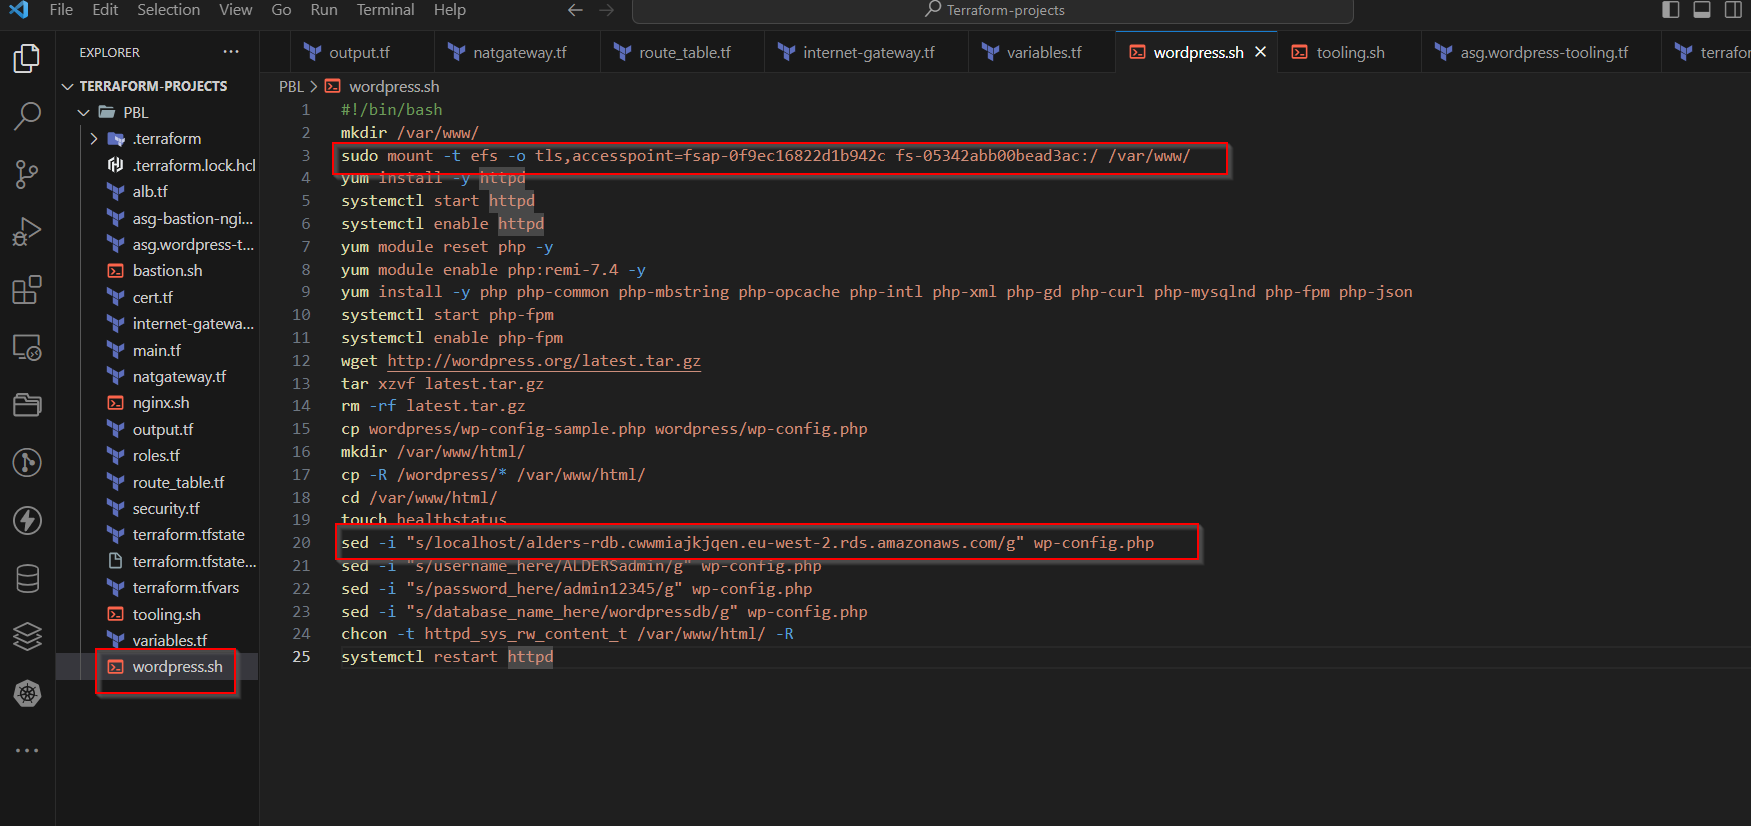 File Edit Selection View Go Run Terminal Help
Terraform-projects
EXPLORER
output.tf natgateway.tf route_table.tf internet-gateway.tf variables.tf wordpress.sh tooling.sh asg.wordpress-tooling.tf terrafor
TERRAFORM-PROJECTS
PBL
.terraform
.terraform.lock.hcl
alb.tf
asg-bastion-ngi...
asg.wordpress-t...
bastion.sh
cert.tf
internet-gatewa...
main.tf
natgateway.tf
nginx.sh
output.tf
roles.tf
route_table.tf
security.tf
terraform.tfstate
terraform.tfstate...
terraform.tfvars
tooling.sh
variables.tf
wordpress.sh
PBL > wordpress.sh
1 #!/bin/bash
2 mkdir /var/www/
3 sudo mount -t efs -o tls,accesspoint=fsap-0f9ec16822d1b942c fs-05342abb00bead3ac:/ /var/www/
4 yum install -y httpd
5 systemctl start httpd
6 systemctl enable httpd
7 yum module reset php -y
8 yum module enable php:remi-7.4 -y
9 yum install -y php php-common php-mbstring php-opcache php-intl php-xml php-gd php-curl php-mysqlnd php-fpm php-json
10 systemctl start php-fpm
11 systemctl enable php-fpm
12 wget http://wordpress.org/latest.tar.gz
13 tar xzvf latest.tar.gz
14 rm -rf latest.tar.gz
15 cp wordpress/wp-config-sample.php wordpress/wp-config.php
16 mkdir /var/www/html/
17 cp -R /wordpress/* /var/www/html/
18 cd /var/www/html/
19 touch healthstatus
20 sed -i "s/localhost/alders-rdb.cwwmiajkjqen.eu-west-2.rds.amazonaws.com/g" wp-config.php
21 sed -i "s/username_here/ALDERSadmin/g" wp-config.php
22 sed -i "s/password_here/admin12345/g" wp-config.php
23 sed -i "s/database_name_here/wordpressdb/g" wp-config.php
24 chcon -t httpd_sys_rw_content_t /var/www/html/ -R
25 systemctl restart httpd